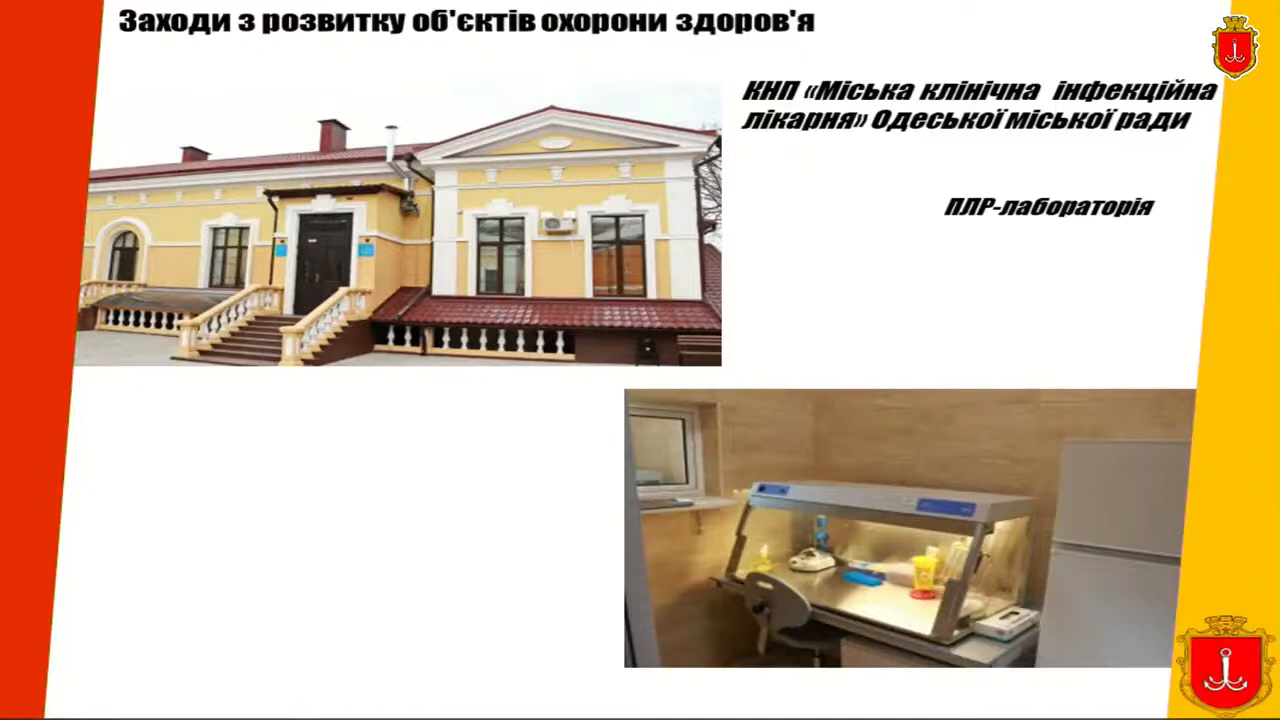 Заходи з розвитку об'єктів охорони здоров'я
КНП «Міська клінічна інфекційна
лікарня» Одеської міської ради
ПЛР-лабораторія